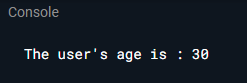 Console
The user's age is : 30